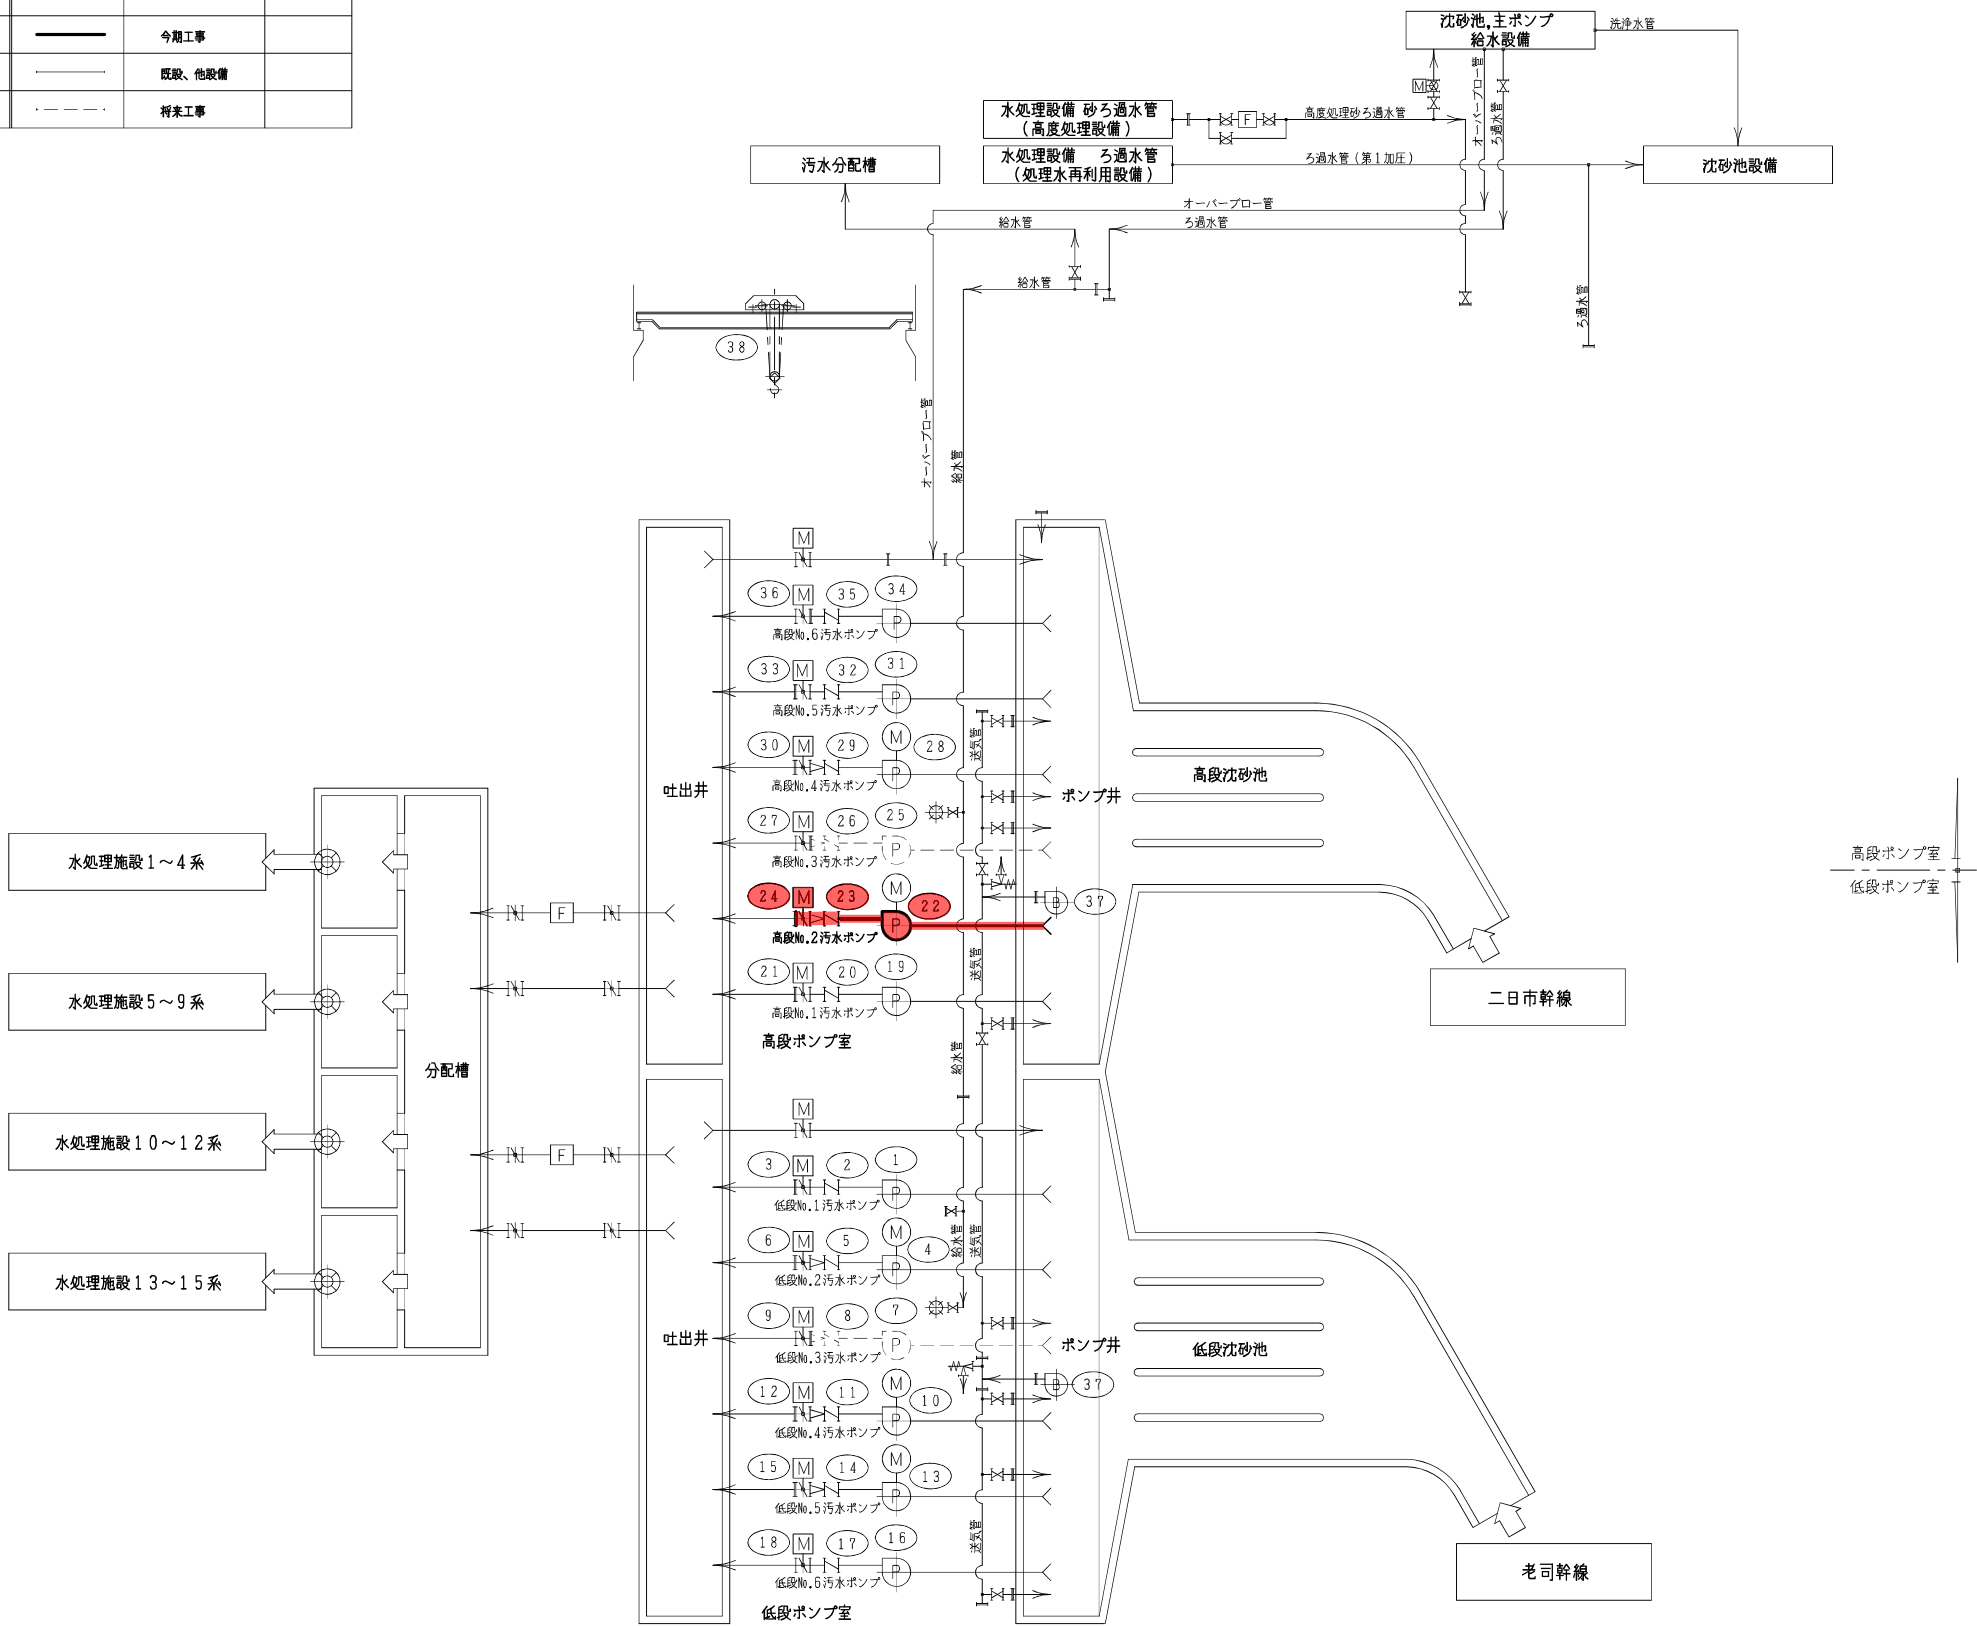 今期工事
既設、他設備
将来工事
沈砂池,主ポンプ
給水設備
洗浄水管
M
オーバーブロー管
ろ過水管
水処理設備 砂ろ過水管
(高度処理設備)
F
高度処理砂ろ過水管
水処理設備 ろ過水管
(処理水再利用設備)
ろ過水管(第1加圧)
沈砂池設備
汚水分配槽
オーバーブロー管
給水管
ろ過水管
給水管
ろ過水管
38
オーバーブロー管
給水管
M
36 M 35 34
P
高段No.6汚水ポンプ
33 M 32 31
P
高段No.5汚水ポンプ
M
30 M 29 28
P
高段No.4汚水ポンプ
送気管
吐出井
ポンプ井
高段沈砂池
27 M 26 25
P
高段No.3汚水ポンプ
M
24 M 23 22
P
高段No.2汚水ポンプ
B 37
送気管
21 M 20 19
P
高段No.1汚水ポンプ
高段ポンプ室
給水管
高段ポンプ室
低段ポンプ室
二日市幹線
水処理施設1~4系
水処理施設5~9系
水処理施設10~12系
水処理施設13~15系
分配槽
F
F
M
3 M 2 1
P
低段No.1汚水ポンプ
M
6 M 5 4
P
低段No.2汚水ポンプ
給水管
送気管
9 M 8 7
P
低段No.3汚水ポンプ
吐出井
ポンプ井
低段沈砂池
M
12 M 11 10
P
低段No.4汚水ポンプ
B 37
M
15 M 14 13
P
低段No.5汚水ポンプ
送気管
18 M 17 16
P
低段No.6汚水ポンプ
低段ポンプ室
老司幹線